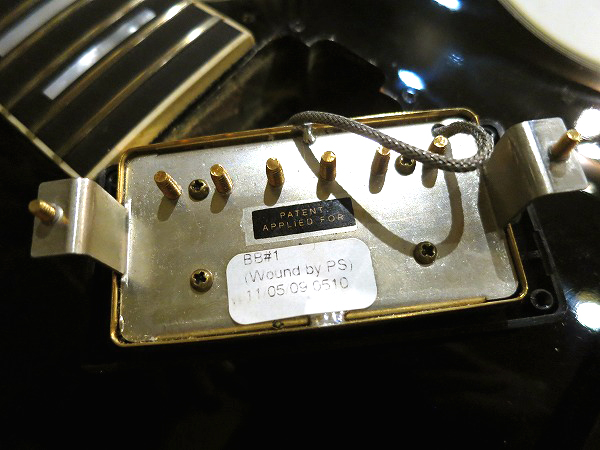 PATENT
APPLIED FOR
BB#1
(Wound by PS)
11 05 09 0510